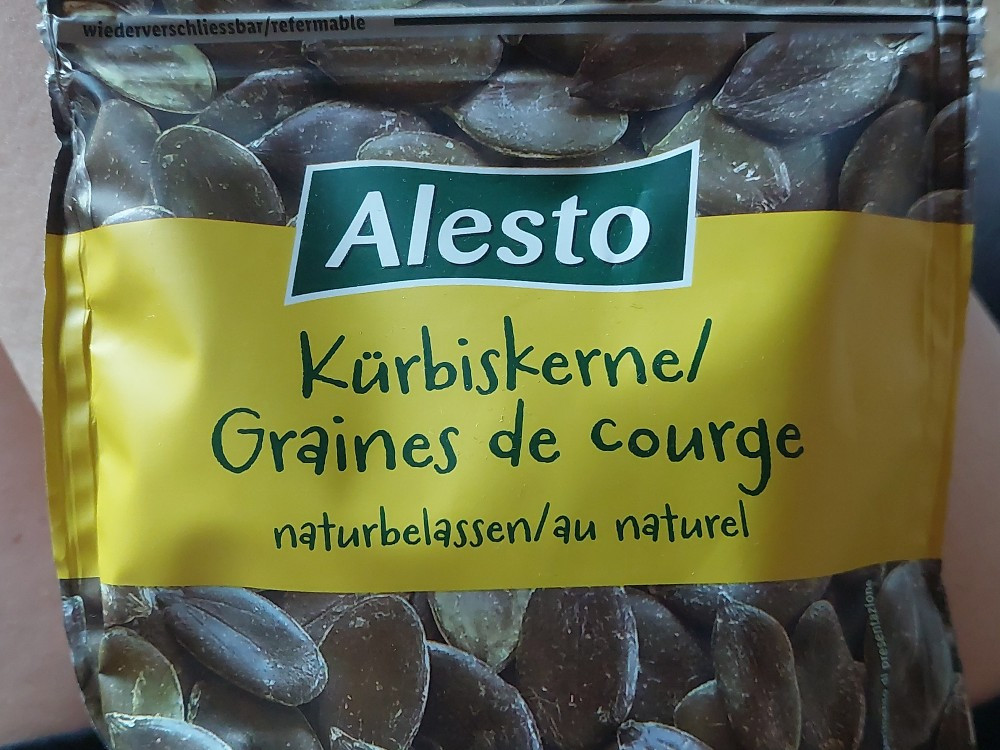 wiederverschliessbar/refermable
Alesto
Kürbiskerne/
Graines de courge
naturbelassen/au naturel